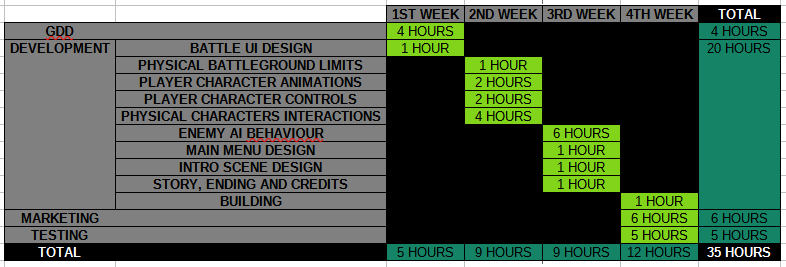 1ST WEEK 2ND WEEK 3RD WEEK 4TH WEEK TOTAL
GDD 4 HOURS 4 HOURS
DEVELOPMENT BATTLE UI DESIGN 1 HOUR 20 HOURS
PHYSICAL BATTLEGROUND LIMITS 1 HOUR
PLAYER CHARACTER ANIMATIONS 2 HOURS
PLAYER CHARACTER CONTROLS 2 HOURS
PHYSICAL CHARACTERS INTERACTIONS 4 HOURS
ENEMY AI BEHAVIOUR 6 HOURS
MAIN MENU DESIGN 1 HOUR
INTRO SCENE DESIGN 1 HOUR
STORY, ENDING AND CREDITS 1 HOUR
BUILDING 1 HOUR
MARKETING 6 HOURS 6 HOURS
TESTING 5 HOURS 5 HOURS
TOTAL 5 HOURS 9 HOURS 9 HOURS 12 HOURS 35 HOURS